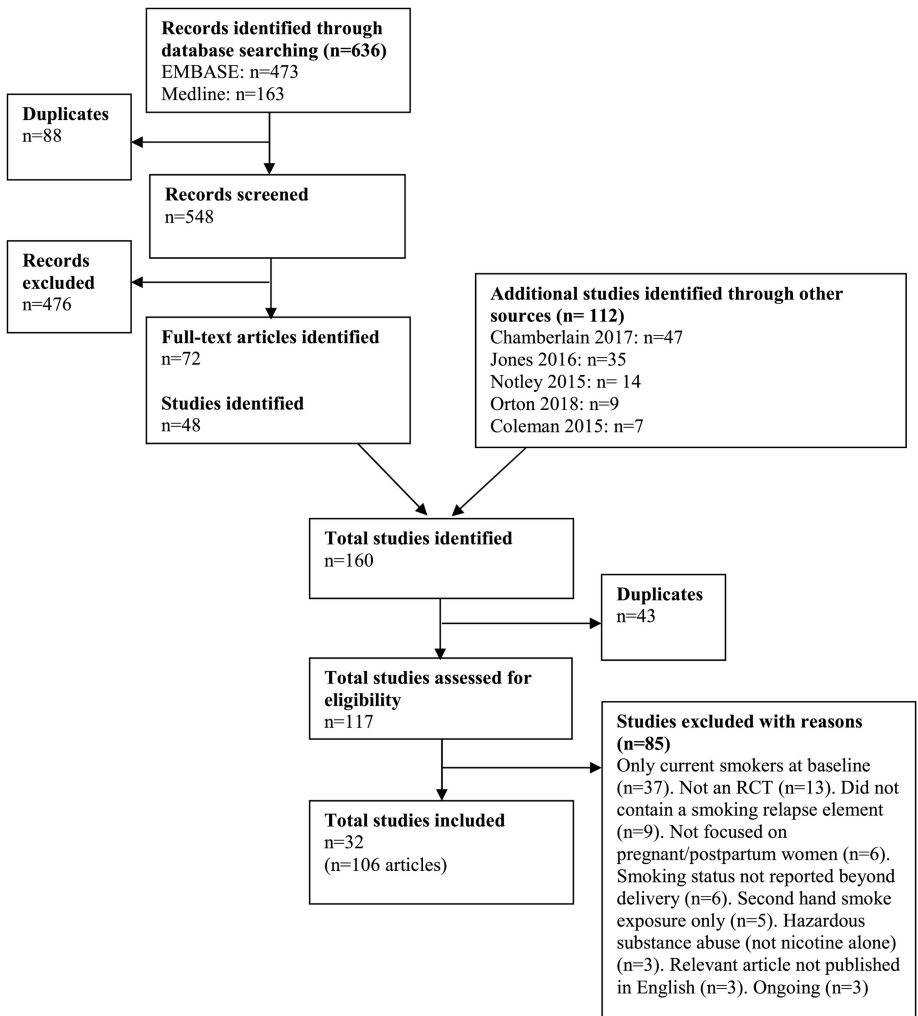 Records identified through
database searching (n=636)
EMBASE: n=473
Medline: n=163
Duplicates
n=88
Records screened
n=548
Records
excluded
n=476
Full-text articles identified
n=72
Studies identified
n=48
Additional studies identified through other
sources (n= 112)
Chamberlain 2017: n=47
Jones 2016: n=35
Notley 2015: n= 14
Orton 2018: n=9
Coleman 2015: n=7
Total studies identified
n=160
Duplicates
n=43
Total studies assessed for
eligibility
n=117
Studies excluded with reasons
(n=85)
Only current smokers at baseline
(n=37). Not an RCT (n=13). Did not
contain a smoking relapse element
(n=9). Not focused on
pregnant/postpartum women (n=6).
Smoking status not reported beyond
delivery (n=6). Second hand smoke
exposure only (n=5). Hazardous
substance abuse (not nicotine alone)
(n=3). Relevant article not published
in English (n=3). Ongoing (n=3)
Total studies included
n=32
(n=106 articles)